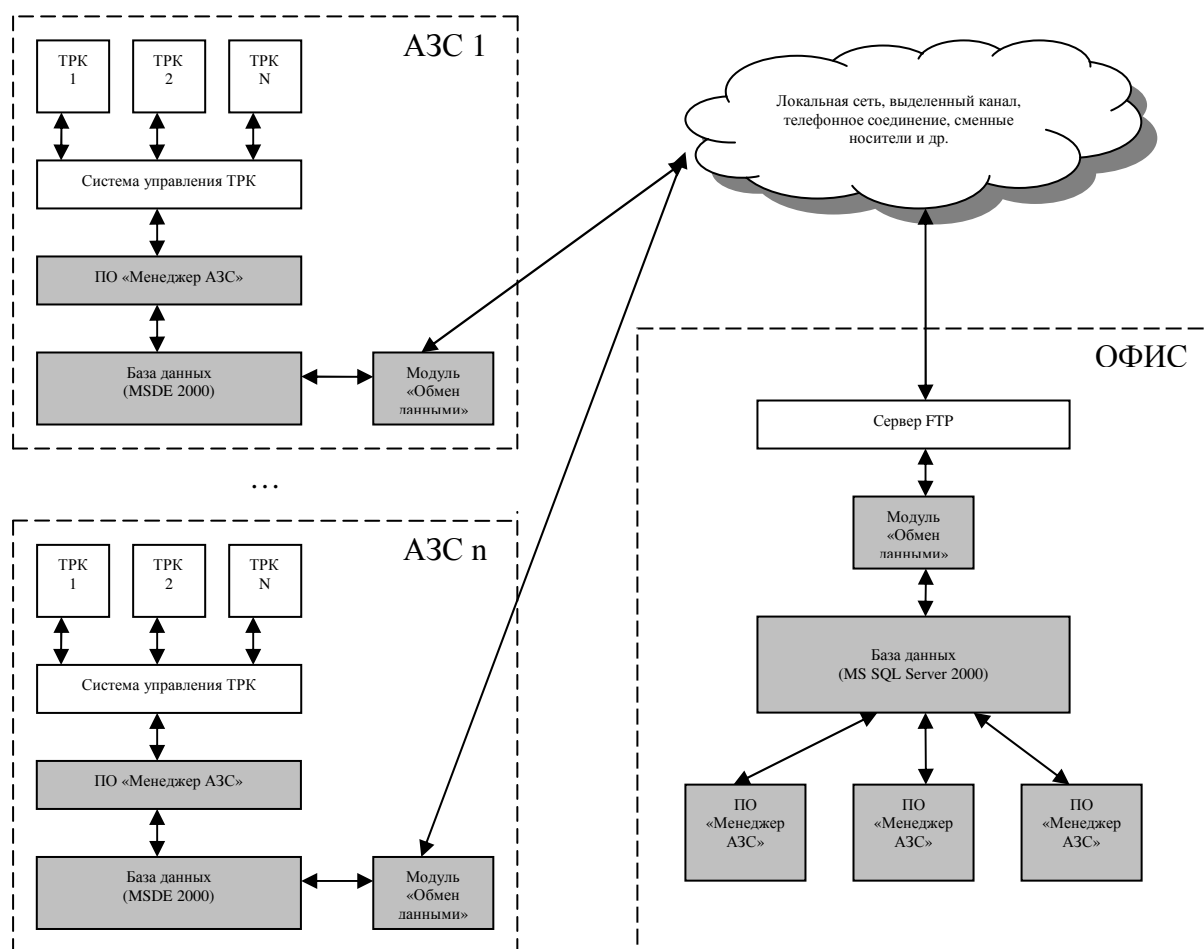 АЗС 1
ТРК
1
ТРК
2
ТРК
N
Система управления ТРК
ПО «Менеджер АЗС»
База данных
(MSDE 2000)
Модуль
«Обмен
данными»
Локальная сеть, выделенный канал,
телефонное соединение, сменные
носители и др.
...
АЗС n
ТРК
1
ТРК
2
ТРК
N
Система управления ТРК
ПО «Менеджер АЗС»
База данных
(MSDE 2000)
Модуль
«Обмен
данными»
ОФИС
Сервер FTP
Модуль
«Обмен
данными»
База данных
(MS SQL Server 2000)
ПО
«Менеджер
АЗС»
ПО
«Менеджер
АЗС»
ПО
«Менеджер
АЗС»